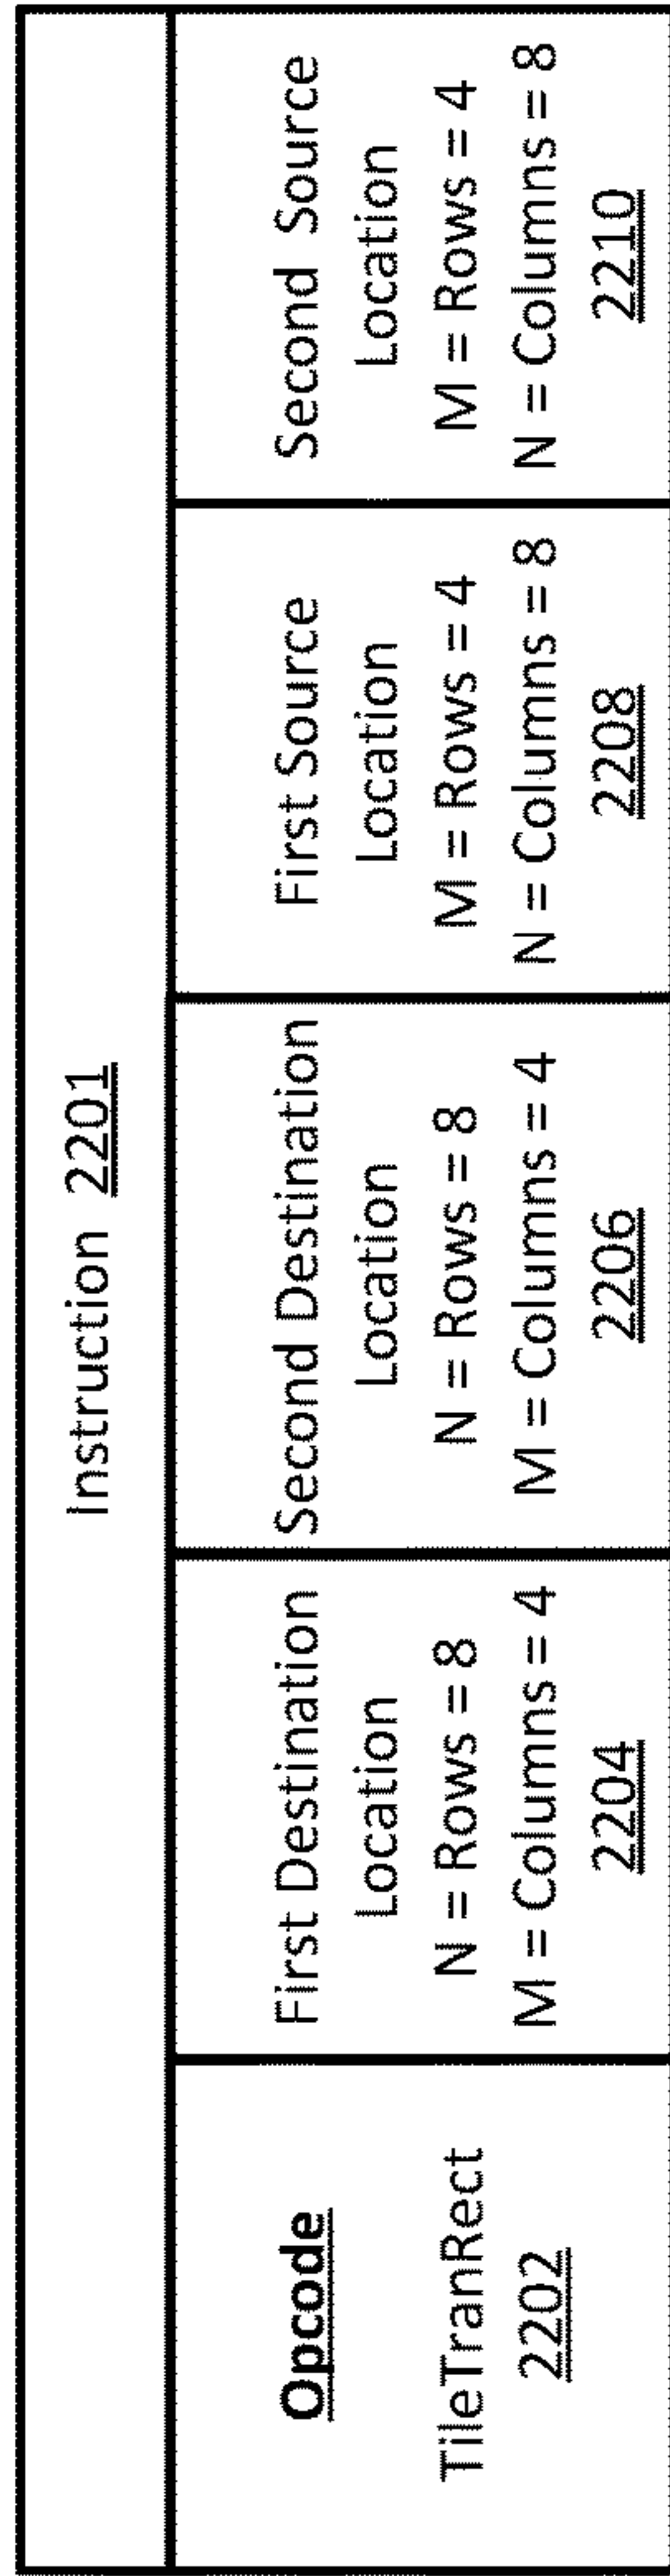 Instruction 2201
Opcode
TileTranRect
2202
First Destination
Location
N = Rows = 8
M = Columns = 4
2204
Second Destination
Location
N = Rows = 8
M = Columns = 4
2206
First Source
Location
M = Rows = 4
N = Columns = 8
2208
Second Source
Location
M = Rows = 4
N = Columns = 8
2210